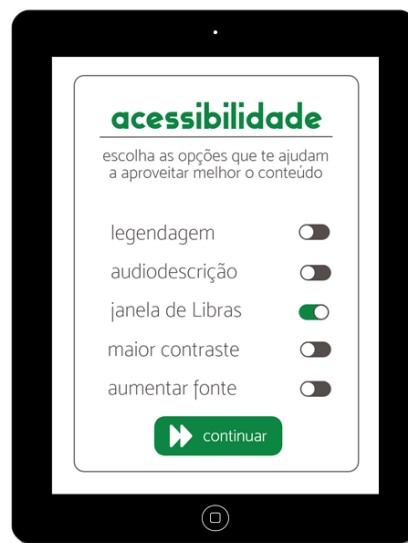 acessibilidade
escolha as opções que te ajudam
a aproveitar melhor o conteúdo
legendagem
audiodescrição
janela de Libras
maior contraste
aumentar fonte
continuar